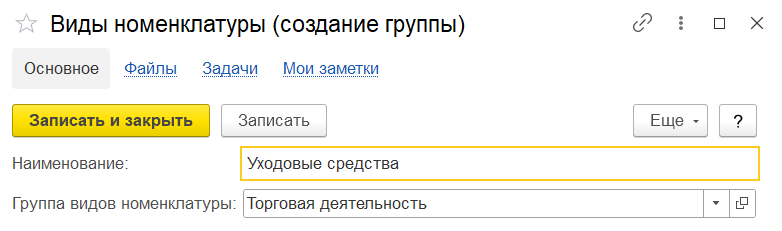 Виды номенклатуры (создание группы)
Основное Файлы Задачи Мои заметки
Записать и закрыть Записать Еще ?
Наименование: Уходовые средства
Группа видов номенклатуры: Торговая деятельность